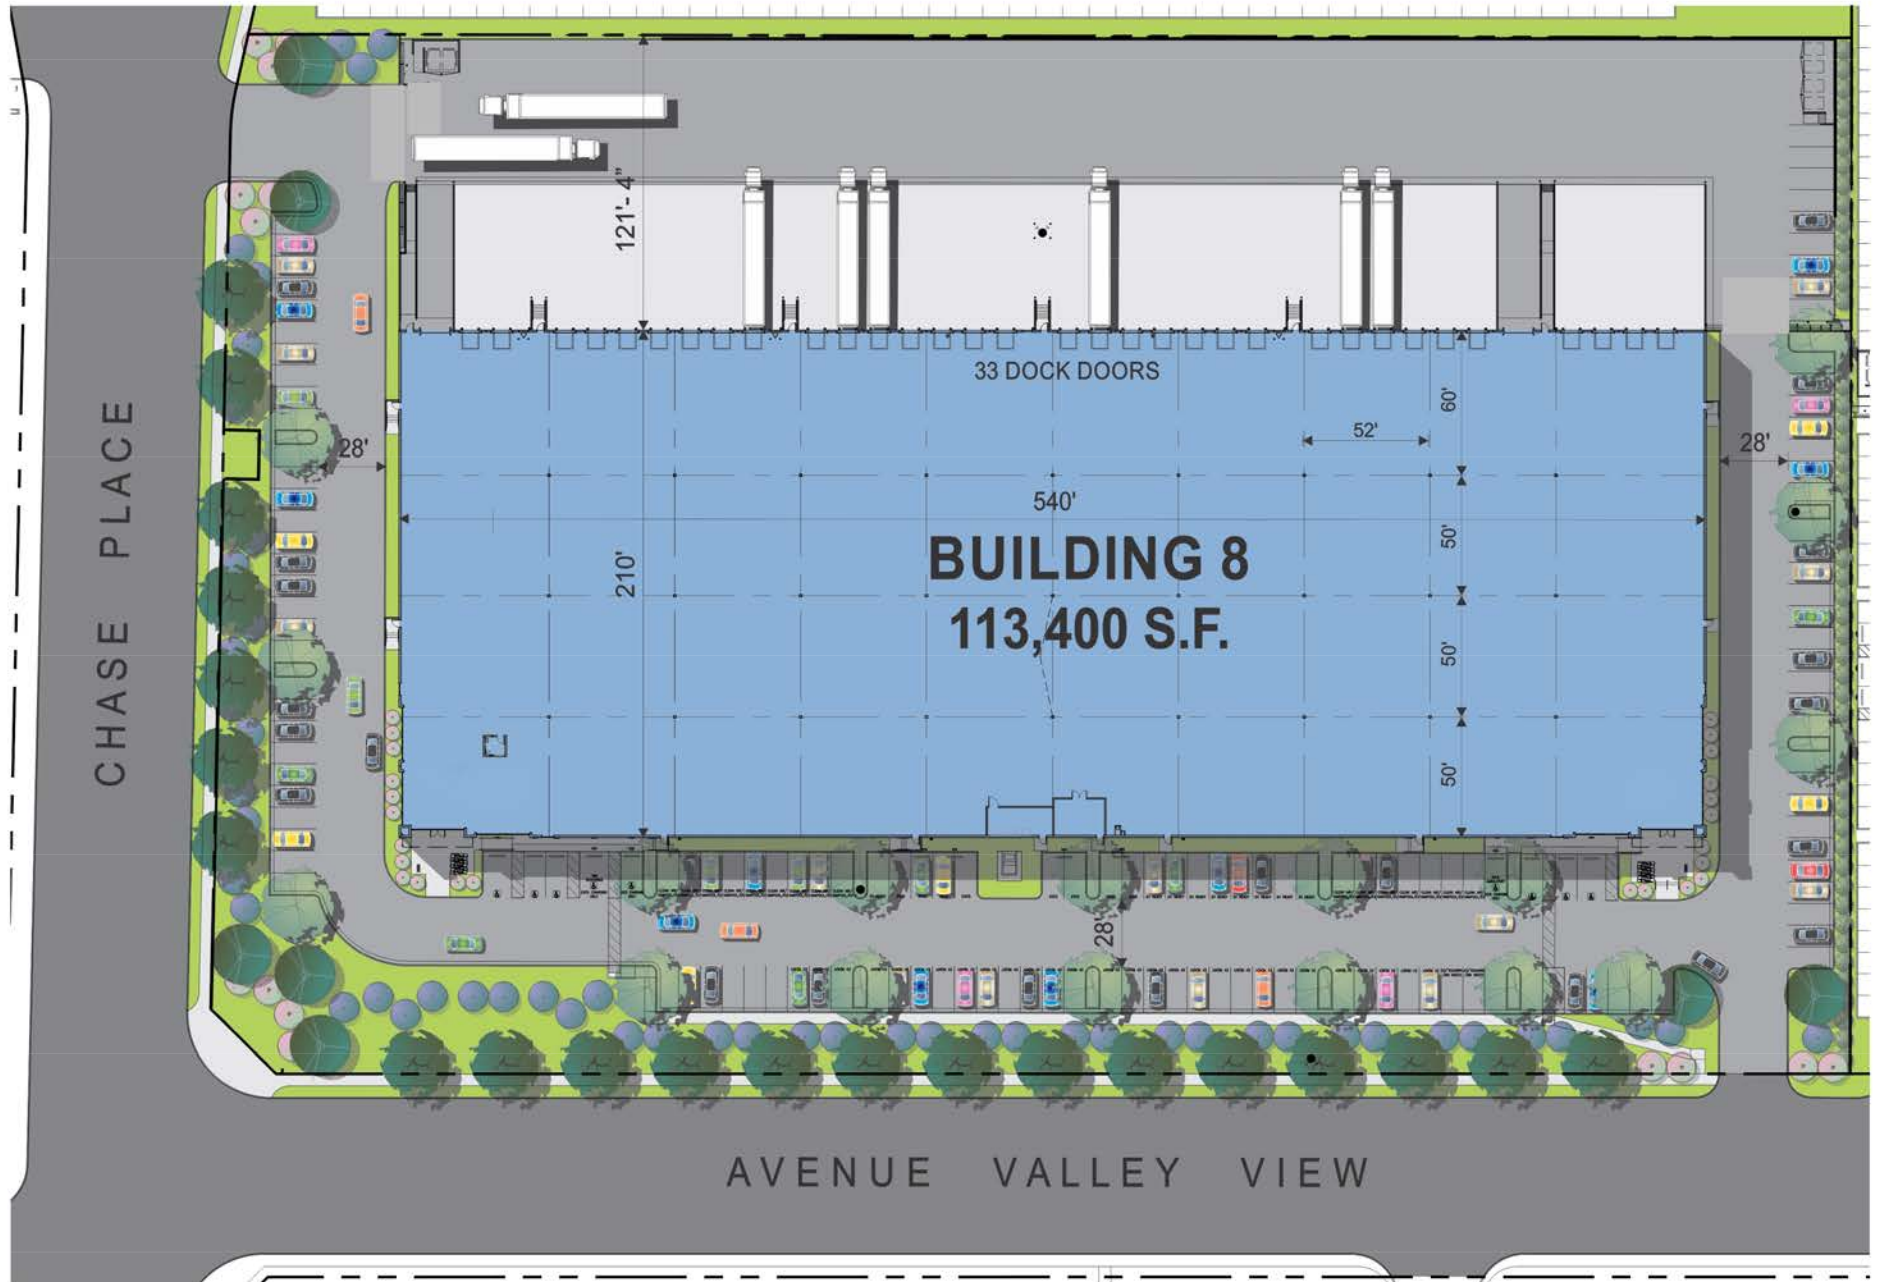 121'- 4"
33 DOCK DOORS
60'
52'
28'
28'
540'
50'
BUILDING 8
210'
113,400 S.F.
50'
50'
28'
CHASE PLACE
AVENUE VALLEY VIEW